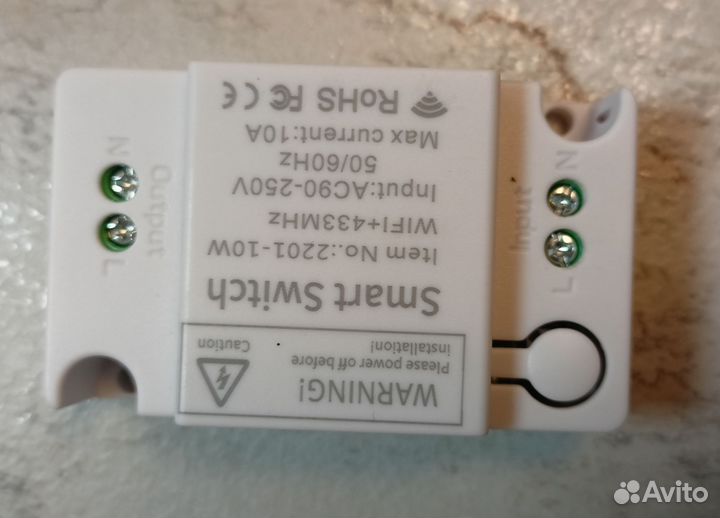 WARNING!
Please power off before
installation!
Caution
Smart Switch
Item No.:2201-10W
WIFI+433MHz
Input:AC90-250V
50/60Hz
Max current:10A
RoHS FC CE
Input
L
N
Output
L
N
Avito